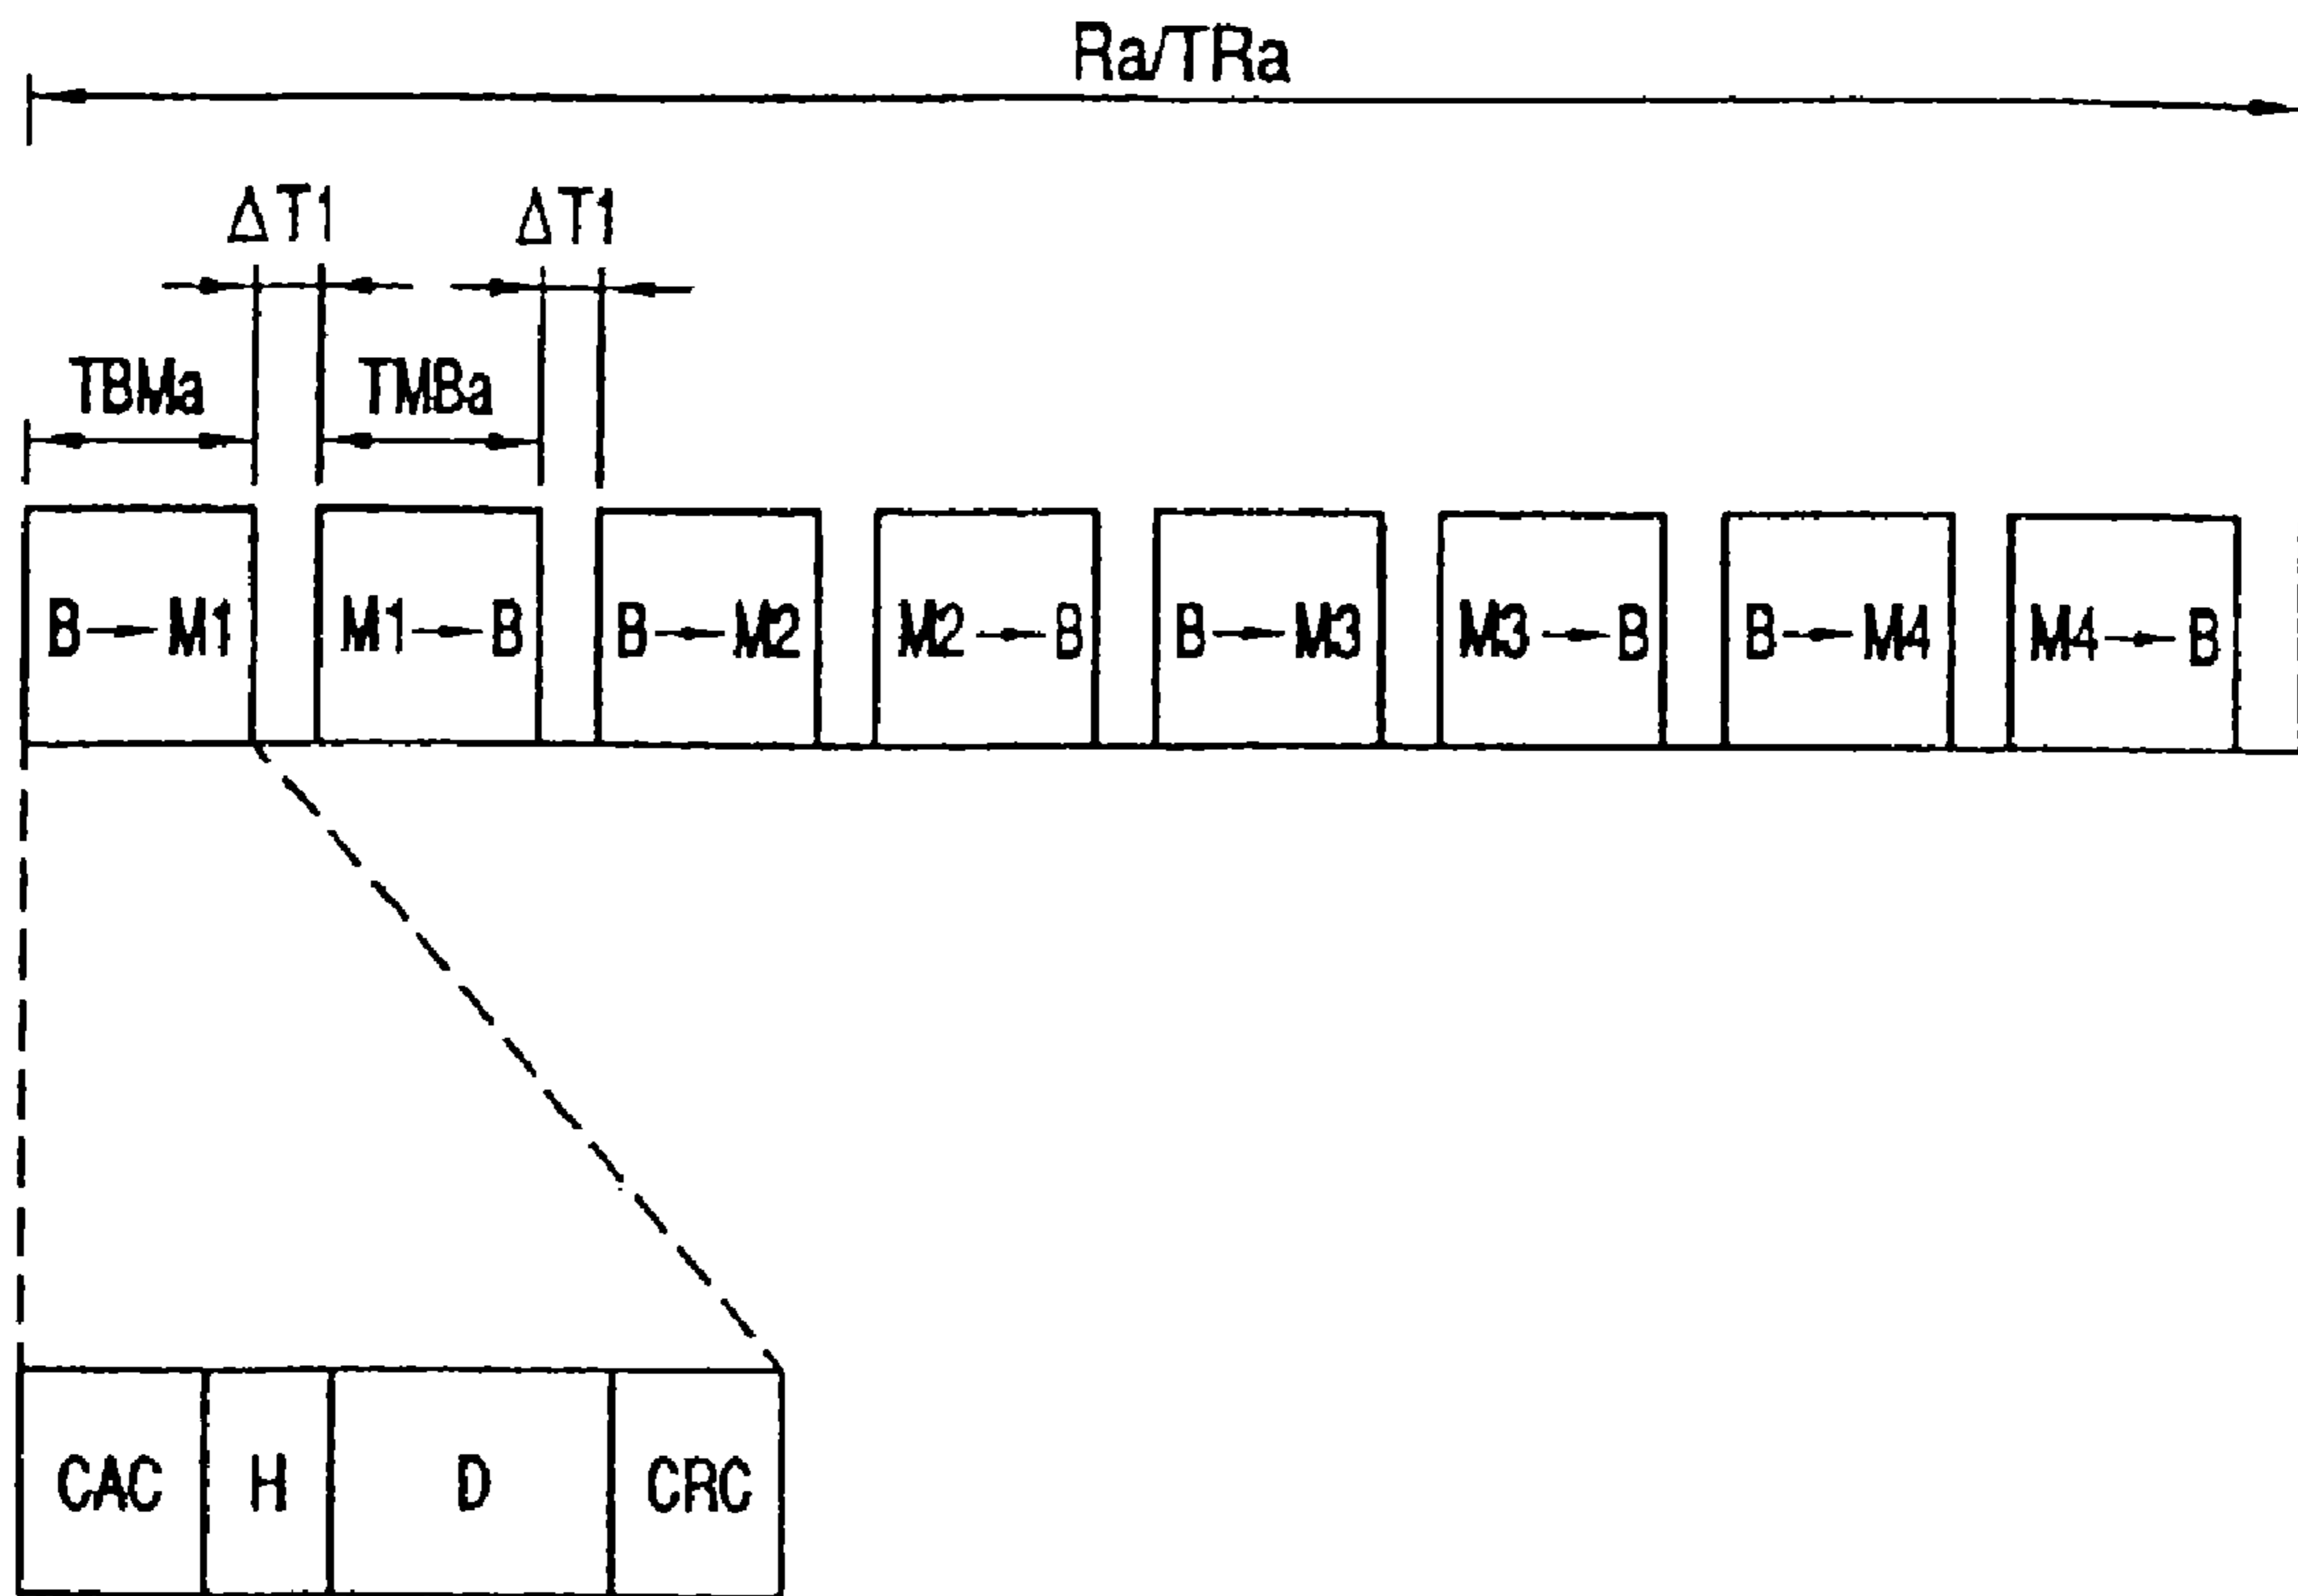 Ra/TRa
ΔT1 ΔT1
TBMa TMBa
B→M1 M1→B B→M2 M2→B B→M3 M3→B B→M4 M4→B
CAC H D CRC